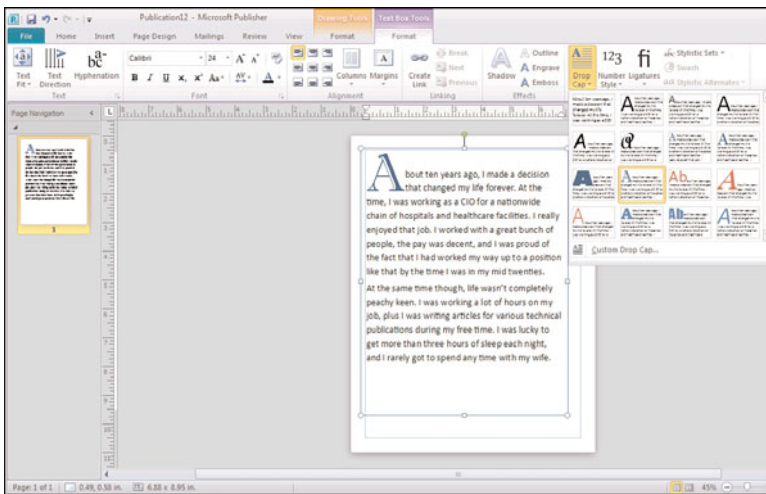 Publication12 - Microsoft Publisher
Drawing Tools
Text Box Tools
File Home Insert Page Design Mailings Review View Format Format
Calibri 24
Text Fit
Text Direction
Hyphenation
B I U
Columns Margins
Create Link
Break
Next
Previous
Shadow
A Outline
A Engrave
A Emboss
Drop Cap
123 Number Style
fi Ligatures
Stylistic Sets
Swash
Stylistic Alternates
Text Font Alignment Linking Effects
Page Navigation
1
About ten years ago, I made a decision
that changed my life forever. At the
time, I was working as a CIO for a nationwide
chain of hospitals and healthcare facilities. I really
enjoyed that job. I worked with a great bunch of
people, the pay was decent, and I was proud of
the fact that I had worked my way up to a position
like that by the time I was in my mid twenties.
At the same time though, life wasn't completely
peachy keen. I was working a lot of hours on my
job, plus I was writing articles for various technical
publications during my free time. I was lucky to
get more than three hours of sleep each night,
and I rarely got to spend any time with my wife.
Custom Drop Cap...
Page: 1 of 1 0.49, 0.58 in. 6.88 x 8.95 in. 45%